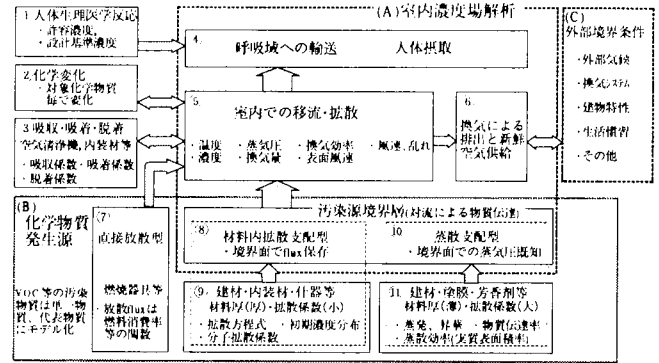 (A)室内濃度場解析
1.人体生理医学反応
・許容濃度,
・設計基準濃度
4.
呼吸域への輸送 人体摂取
(C)
外部境界条件
・外部気候
・換気システム
・建物特性
・生活慣習
・その他
2.化学変化
・対象化学物質
毎で変化
3.吸収・吸着・脱着
空気清浄機,内装材等
・吸収係数・吸着係数
・脱着係数
5.
室内での移流・拡散
・温度 ・蒸気圧 ・換気効率 ・風速、乱れ
・濃度 ・換気量 ・表面風速
6.
換気による
排出と新鮮
空気供給
(B)
化学物質
発生源
VOC等の汚染
物質は単一物
質、代表物質
にモデル化
(7)
直接放散型
燃焼器具等
・放散fluxは
燃料消費率
等の関数
汚染源境界(対流による物質伝達)
(8)
材料内拡散支配型
・境界面でflux保存
10.
蒸散支配型
・境界面での蒸気圧既知
(9) 建材・内装材・什器等
材料厚(厚)・拡散係数(小)
・拡散方程式 ・初期濃度分布
・分子拡散係数
11. 建材・塗膜・芳香剤等
材料厚(薄)・拡散係数(大)
・蒸発、昇華 ・物質伝達率
・蒸散効率(実質表面積率)